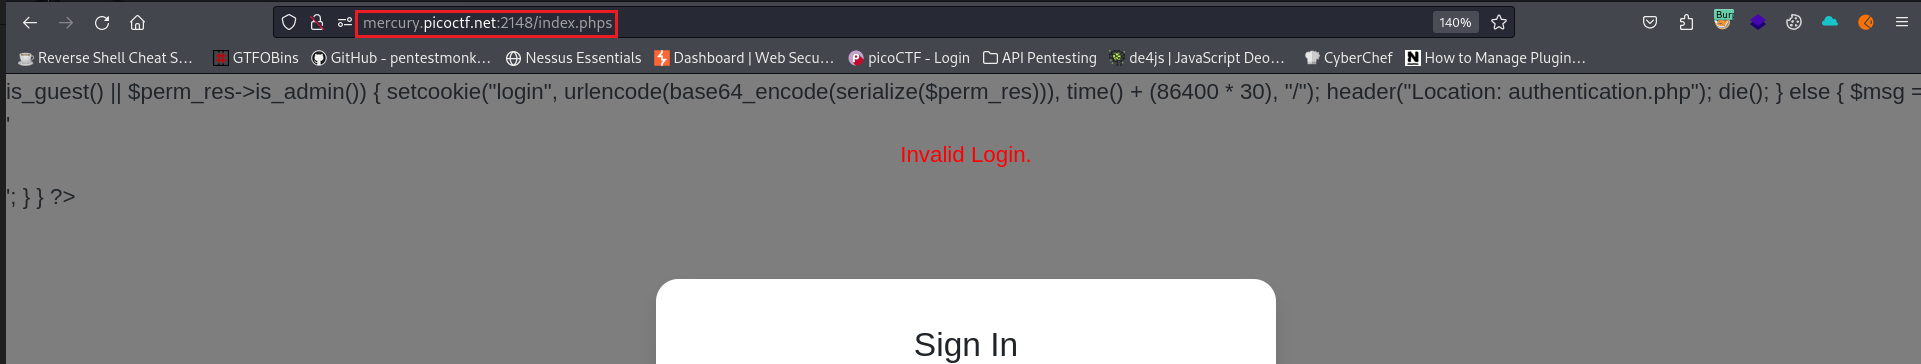 mercury.picoctf.net:2148/index.phps 140% Burp
Reverse Shell Cheat S... GTFOBins GitHub - pentestmonk... Nessus Essentials Dashboard | Web Secu... picoCTF - Login API Pentesting de4js | JavaScript Deo... CyberChef How to Manage Plugin...
is_guest() || $perm_res->is_admin()) { setcookie("login", urlencode(base64_encode(serialize($perm_res))), time() + (86400 * 30), "/"); header("Location: authentication.php"); die(); } else { $msg =
'
Invalid Login.
'; } } ?>
Sign In